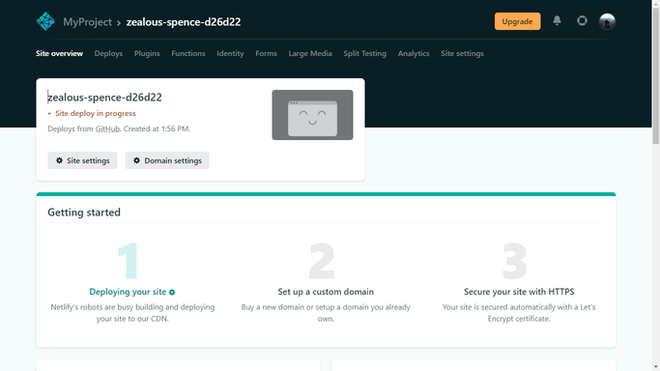 MyProject > zealous-spence-d26d22
Upgrade
Site overview Deploys Plugins Functions Identity Forms Large Media Split Testing Analytics Site settings
zealous-spence-d26d22
• Site deploy in progress
Deploys from GitHub. Created at 1:56 PM.
Site settings
Domain settings
Getting started
1
Deploying your site
Netlify's robots are busy building and deploying
your site to our CDN.
2
Set up a custom domain
Buy a new domain or setup a domain you already
own.
3
Secure your site with HTTPS
Your site is secured automatically with a Let's
Encrypt certificate.